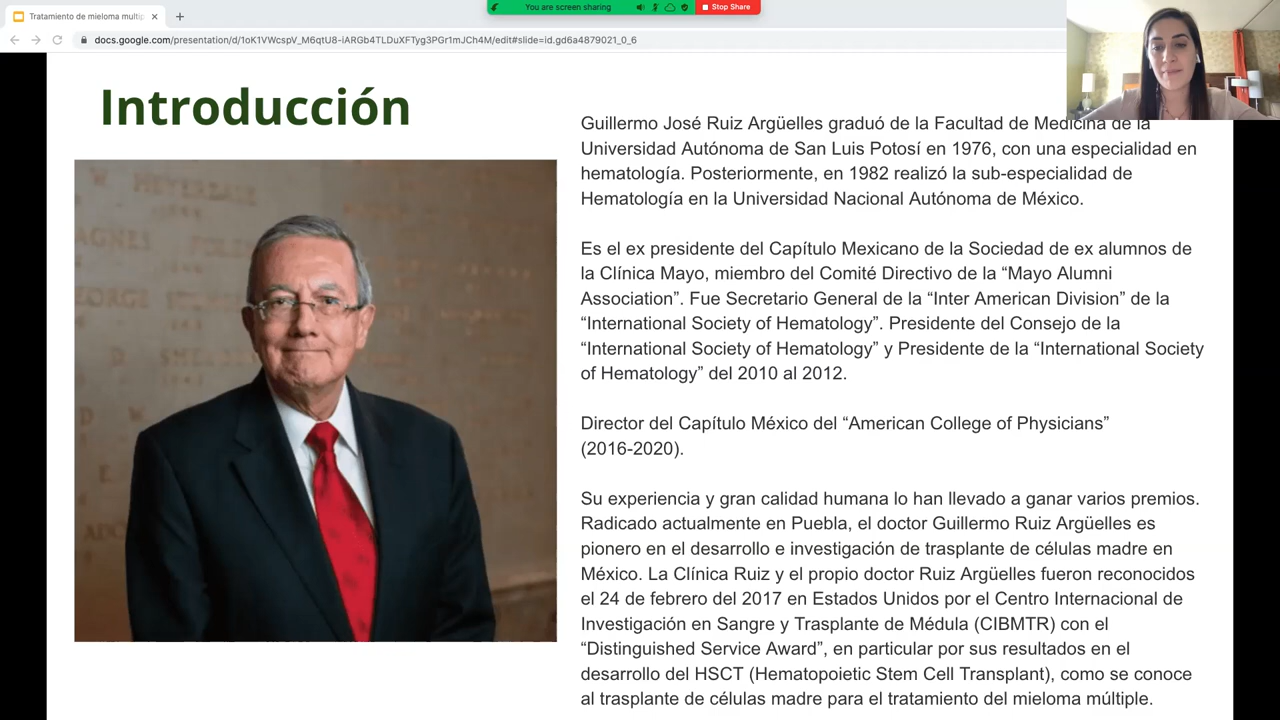 Tratamiento de mieloma multip
You are screen sharing
Stop Share
docs.google.com/presentation/d/1oK1VWcspV_M6qtU8-iARGb4TLDuXFTyg3PGr1mJCh4M/edit#slide=id.gd6a4879021_0_6
Introducción
Guillermo José Ruiz Argüelles graduó de la Facultad de Medicina de la
Universidad Autónoma de San Luis Potosí en 1976, con una especialidad en
hematología. Posteriormente, en 1982 realizó la sub-especialidad de
Hematología en la Universidad Nacional Autónoma de México.
Es el ex presidente del Capítulo Mexicano de la Sociedad de ex alumnos de
la Clínica Mayo, miembro del Comité Directivo de la “Mayo Alumni
Association”. Fue Secretario General de la “Inter American Division” de la
“International Society of Hematology”. Presidente del Consejo de la
“International Society of Hematology” y Presidente de la “International Society
of Hematology” del 2010 al 2012.
Director del Capítulo México del “American College of Physicians”
(2016-2020).
Su experiencia y gran calidad humana lo han llevado a ganar varios premios.
Radicado actualmente en Puebla, el doctor Guillermo Ruiz Argüelles es
pionero en el desarrollo e investigación de trasplante de células madre en
México. La Clínica Ruiz y el propio doctor Ruiz Argüelles fueron reconocidos
el 24 de febrero del 2017 en Estados Unidos por el Centro Internacional de
Investigación en Sangre y Trasplante de Médula (CIBMTR) con el
“Distinguished Service Award”, en particular por sus resultados en el
desarrollo del HSCT (Hematopoietic Stem Cell Transplant), como se conoce
al trasplante de células madre para el tratamiento del mieloma múltiple.